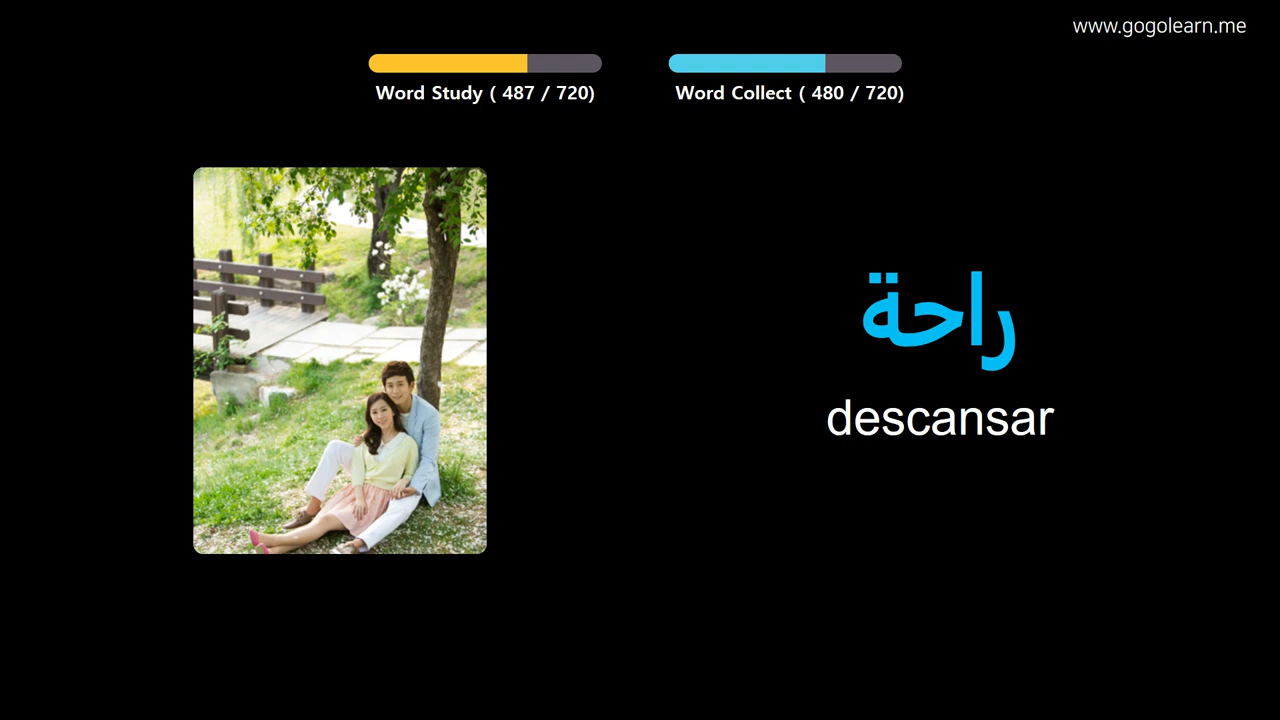 www.gogolearn.me
Word Study ( 487 / 720)
Word Collect ( 480 / 720)
راحة
descansar